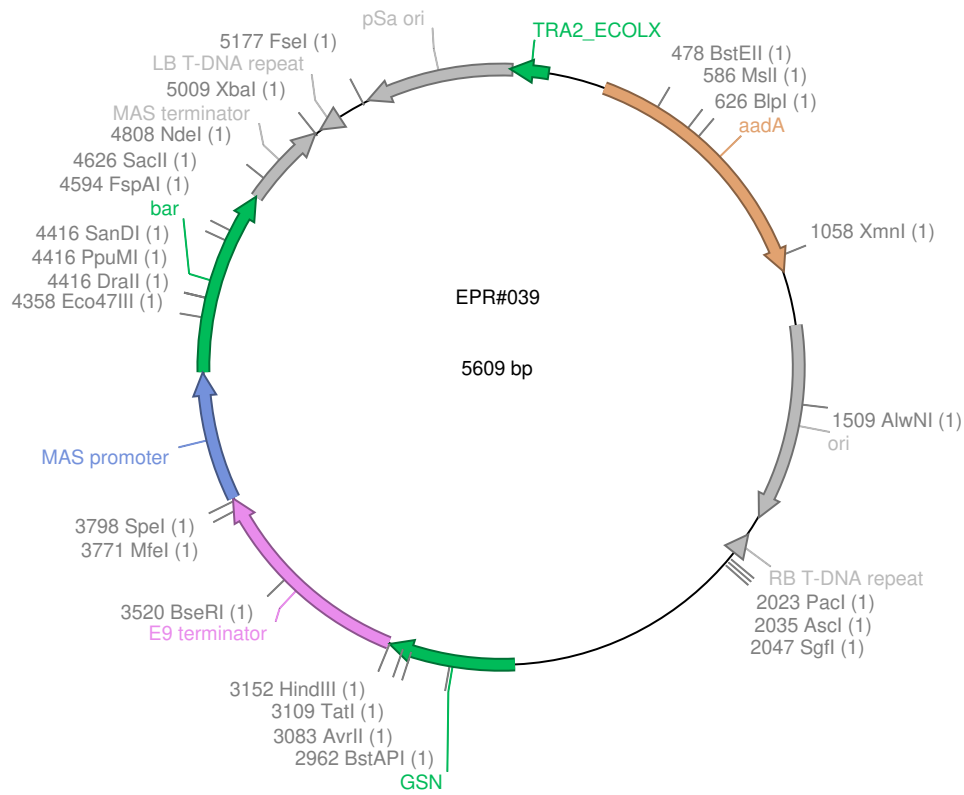 pSa ori
TRA2_ECOLX
5177 FseI (1)
LB T-DNA repeat
5009 XbaI (1)
MAS terminator
4808 NdeI (1)
4626 SacII (1)
4594 FspAI (1)
bar
4416 SanDI (1)
4416 PpuMI (1)
4416 DraII (1)
4358 Eco47III (1)
478 BstEII (1)
586 MslI (1)
626 BlpI (1)
aadA
1058 XmnI (1)
EPR#039
5609 bp
1509 AlwNI (1)
ori
MAS promoter
3798 SpeI (1)
3771 MfeI (1)
3520 BseRI (1)
E9 terminator
RB T-DNA repeat
2023 PacI (1)
2035 AscI (1)
2047 SgfI (1)
3152 HindIII (1)
3109 TatI (1)
3083 AvrII (1)
2962 BstAPI (1)
GSN